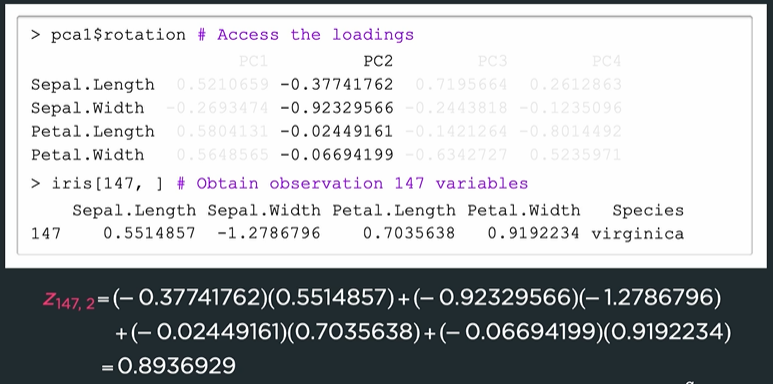 > pca1$rotation # Access the loadings
PC1 PC2 PC3 PC4
Sepal.Length 0.5210659 -0.37741762 0.7195664 0.2612863
Sepal.Width -0.2693474 -0.92329566 -0.2443818 -0.1235096
Petal.Length 0.5804131 -0.02449161 -0.1421264 -0.8014492
Petal.Width 0.5648565 -0.06694199 -0.6342727 0.5235971
> iris[147, ] # Obtain observation 147 variables
Sepal.Length Sepal.Width Petal.Length Petal.Width Species
147 0.5514857 -1.2786796 0.7035638 0.9192234 virginica
Z147, 2=(– 0.37741762)(0.5514857)+(– 0.92329566)(– 1.2786796)
+(– 0.02449161)(0.7035638)+(– 0.06694199)(0.9192234)
=0.8936929